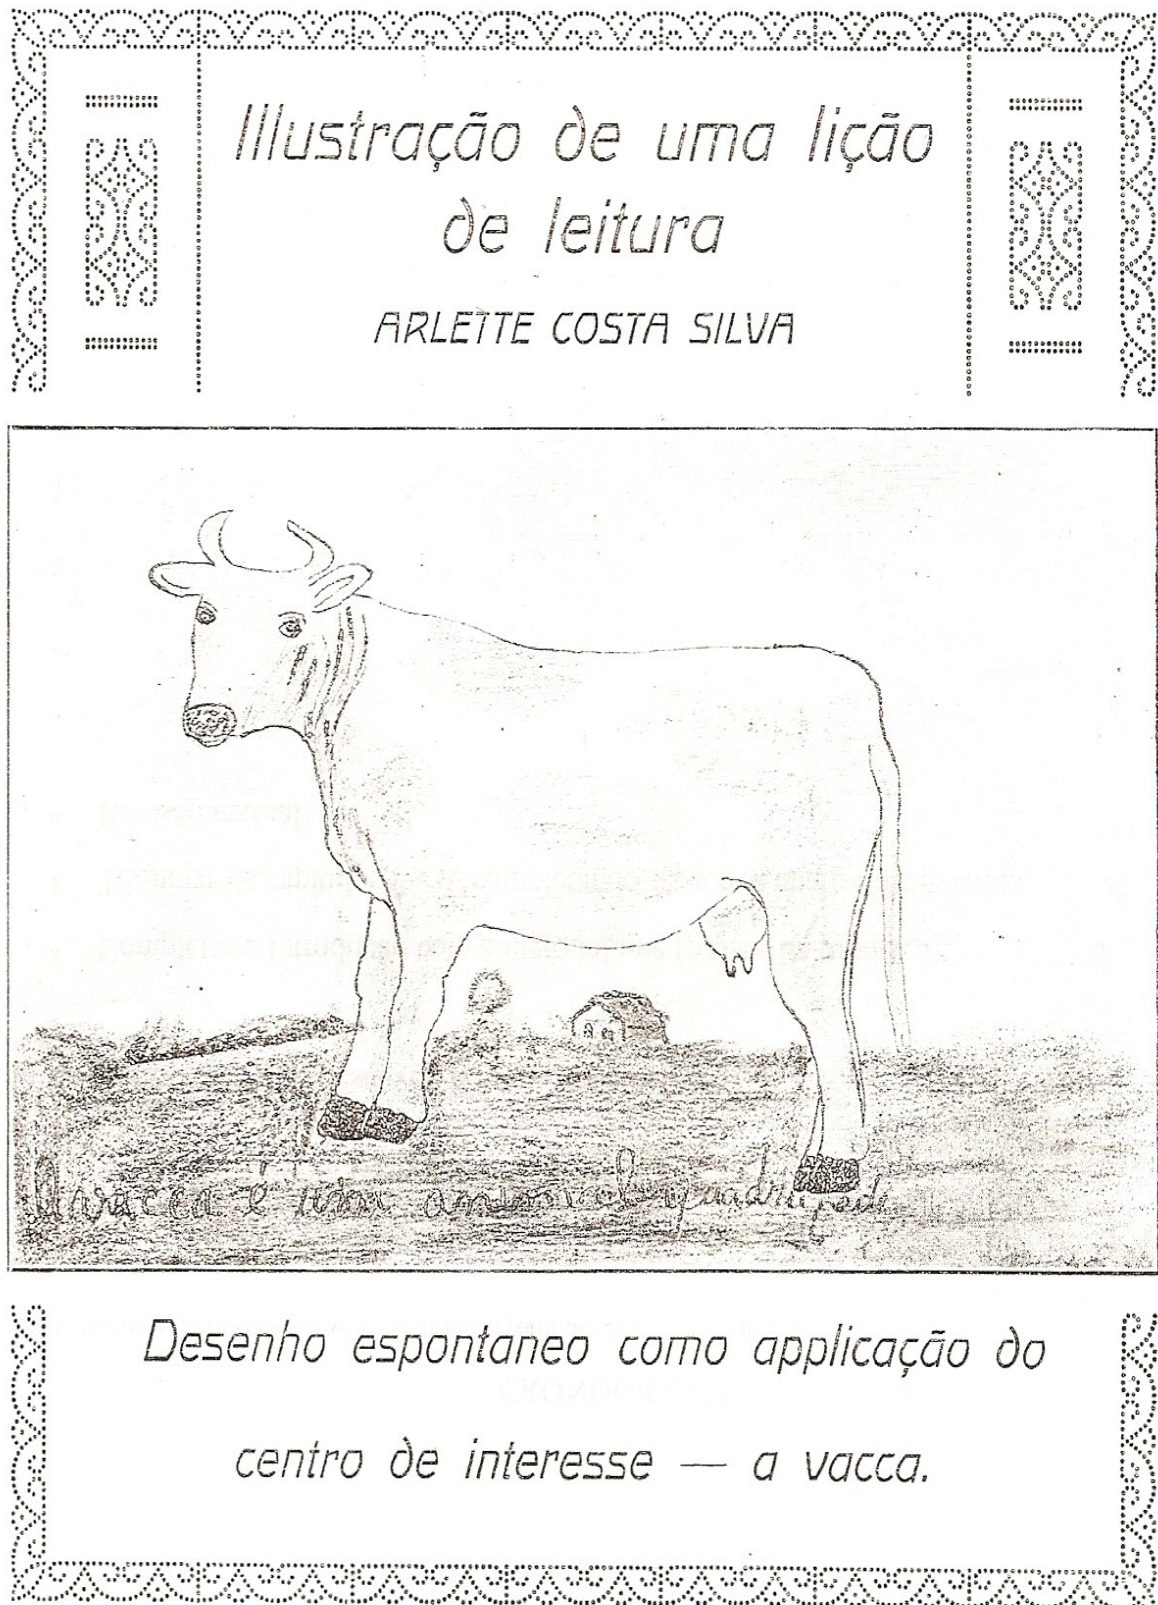 Illustração de uma lição
de leitura
ARLETTE COSTA SILVA
A vacca é um animal quadrupede
Desenho espontaneo como applicação do
centro de interesse — a vacca.